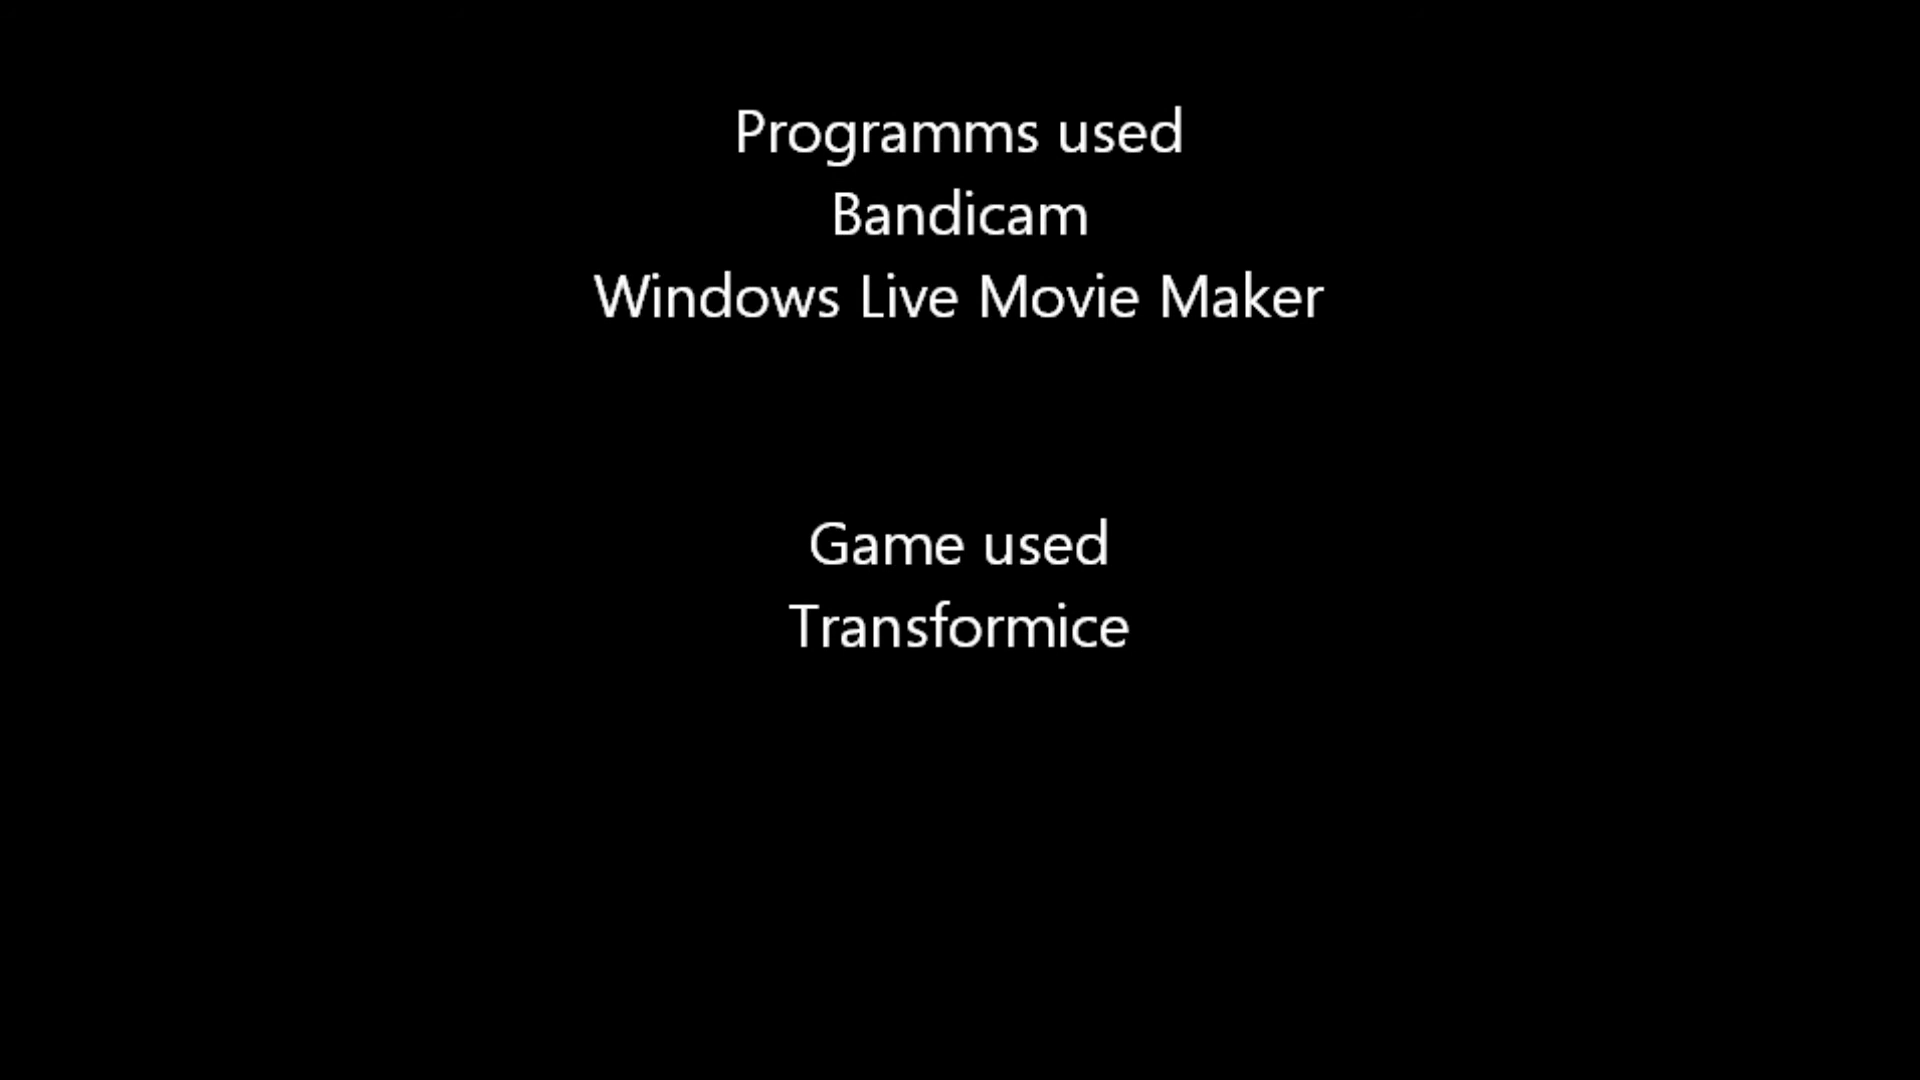 Programms used
Bandicam
Windows Live Movie Maker
Game used
Transformice